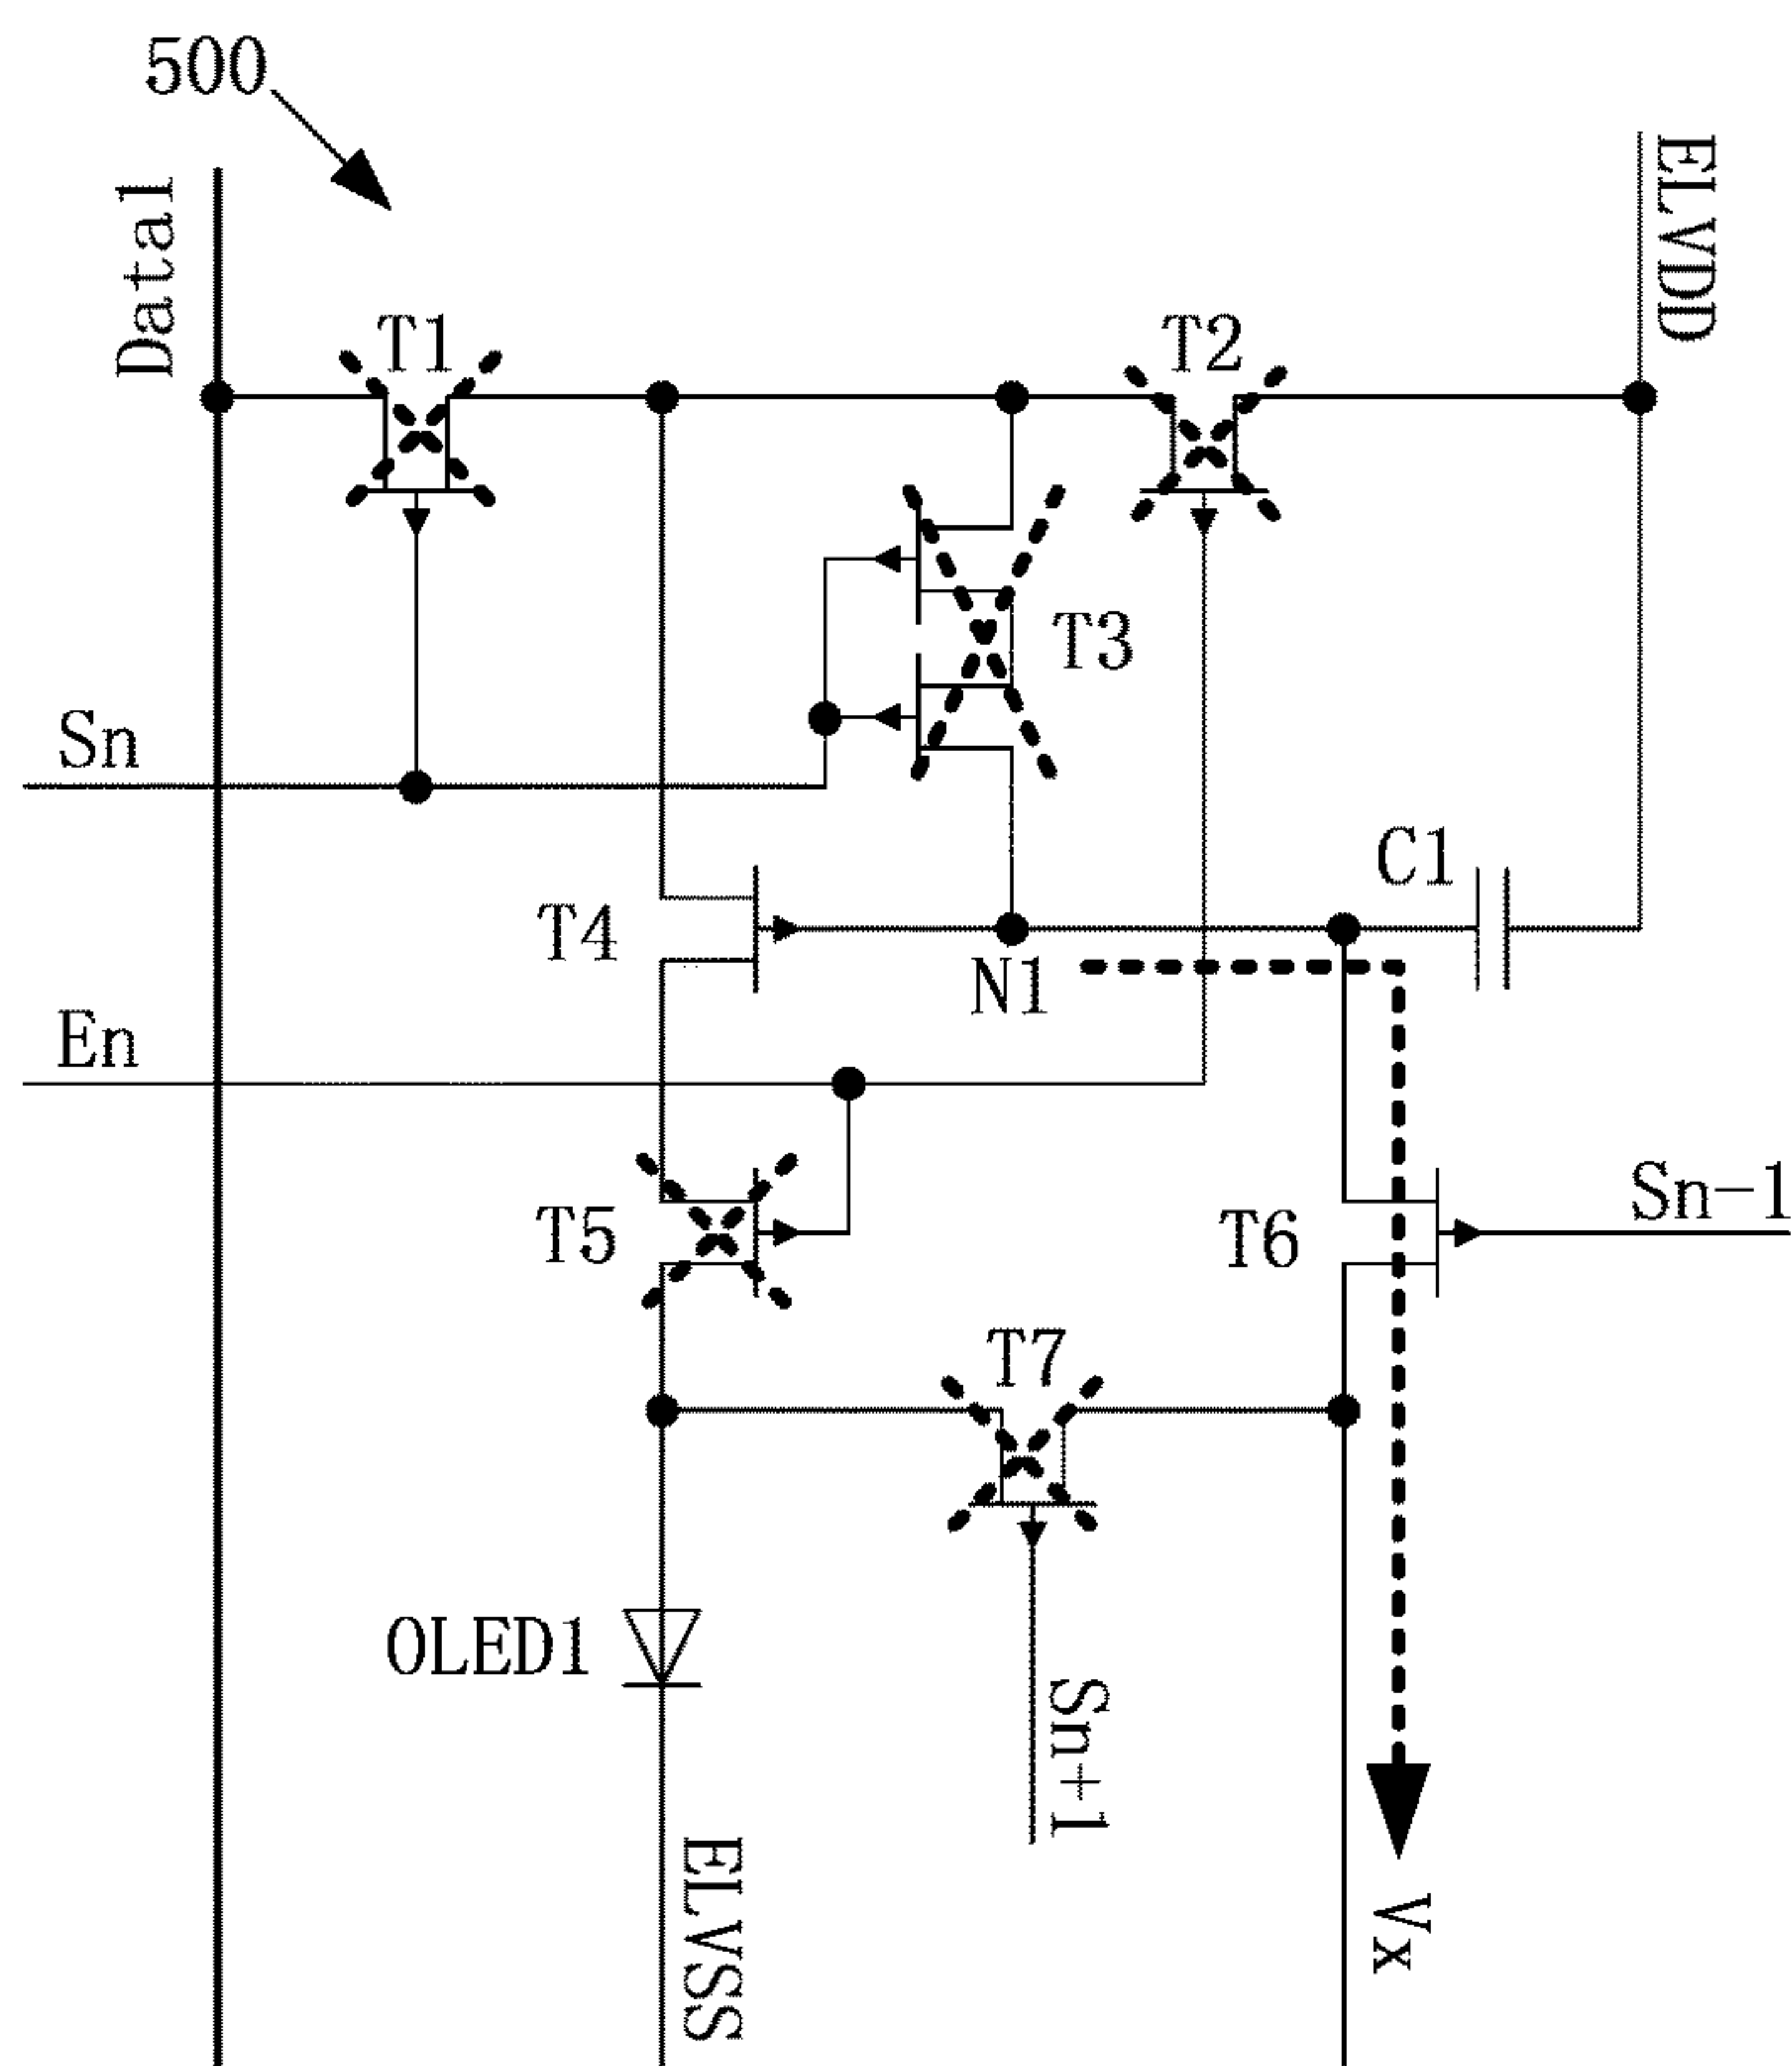 500
Data1
ELVDD
T1
T2
T3
Sn
C1
T4
N1
En
Sn-1
T5
T6
T7
OLED1
Sn+1
ELVSS
Vx